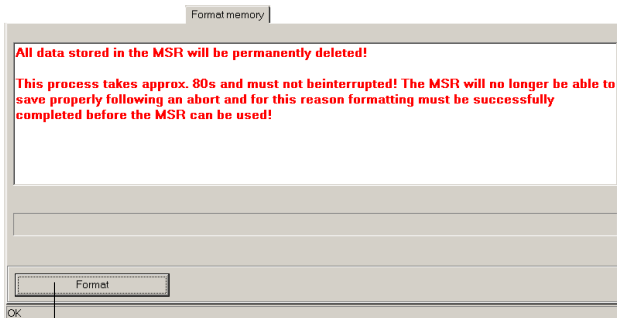 Format memory
All data stored in the MSR will be permanently deleted!
This process takes approx. 80s and must not beinterrupted! The MSR will no longer be able to
save properly following an abort and for this reason formatting must be successfully
completed before the MSR can be used!
Format
OK